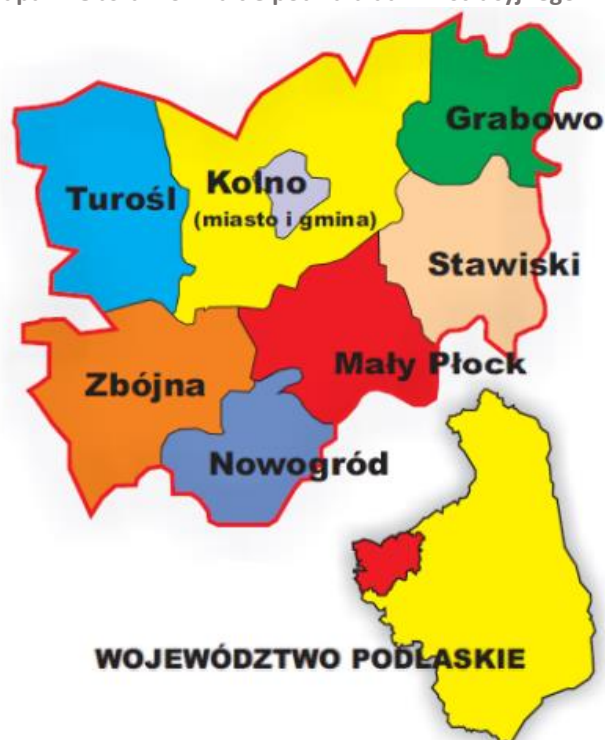 Grabowo
Kolno
Turośl
(miasto i gmina)
Stawiski
Mały Płock
Zbójna
Nowogród
WOJEWÓDZTWO PODLASKIE